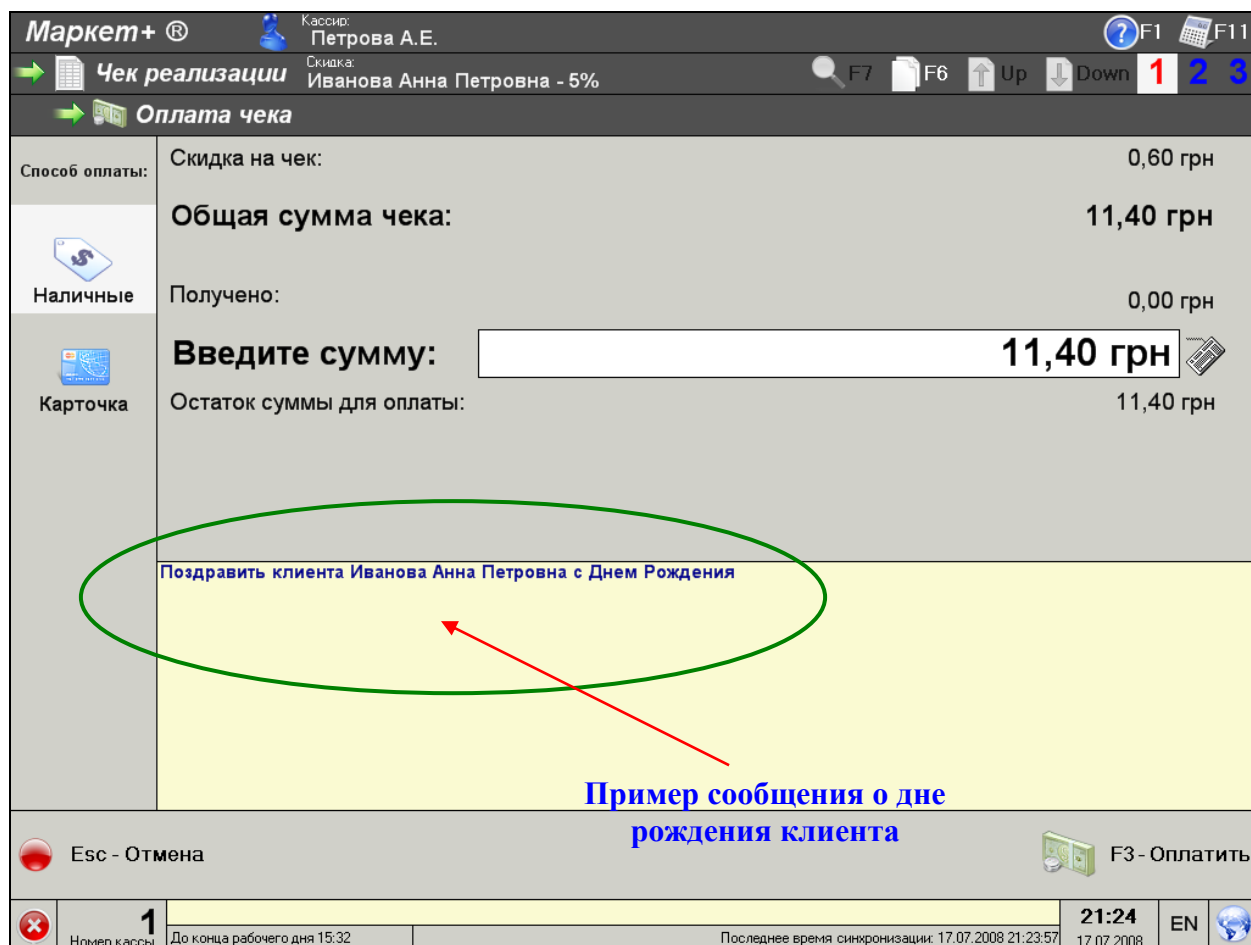 Маркет+ ® Кассир: Петрова А.Е. F1 F11
Чек реализации Скидка: Иванова Анна Петровна - 5% F7 F6 Up Down 1 2 3
Оплата чека
Способ оплаты:
Скидка на чек: 0,60 грн
Общая сумма чека: 11,40 грн
Наличные
Получено: 0,00 грн
Введите сумму: 11,40 грн
Карточка
Остаток суммы для оплаты: 11,40 грн
Поздравить клиента Иванова Анна Петровна с Днем Рождения
Пример сообщения о дне
рождения клиента
Esc - Отмена F3 - Оплатить
1 21:24 EN
Номер кассы До конца рабочего дня 15:32 Последнее время синхронизации: 17.07.2008 21:23:57 17.07.2008